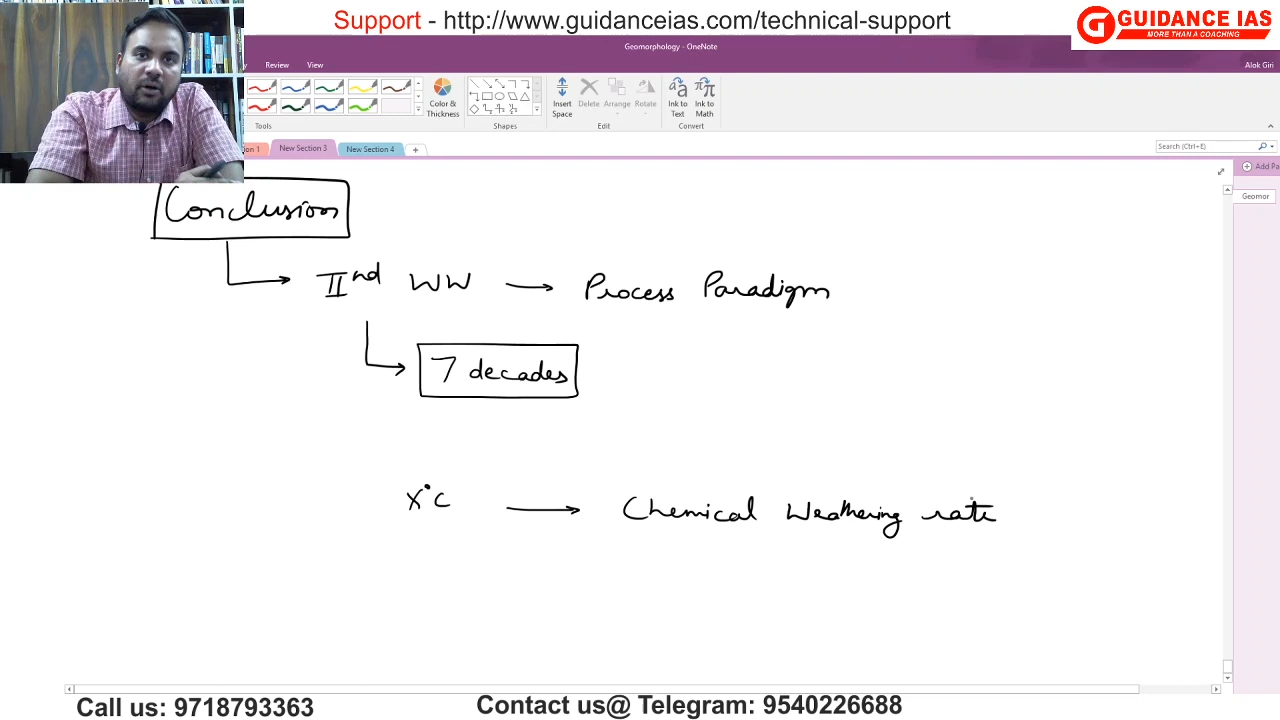 Support - http://www.guidanceias.com/technical-support
GUIDANCE IAS
MORE THAN A COACHING
Geomorphology - OneNote
Alok Giri
Review View
Color & Thickness
Insert Space
Delete Arrange Rotate
Ink to Text
Ink to Math
Tools Shapes Edit Convert
on 1 New Section 3 New Section 4 +
Search (Ctrl+E)
Add Pa
Geomor
Conclusion
IInd WW → Process Paradigm
7 decades
X°C → Chemical Weathering rate
Call us: 9718793363 Contact us@ Telegram: 9540226688